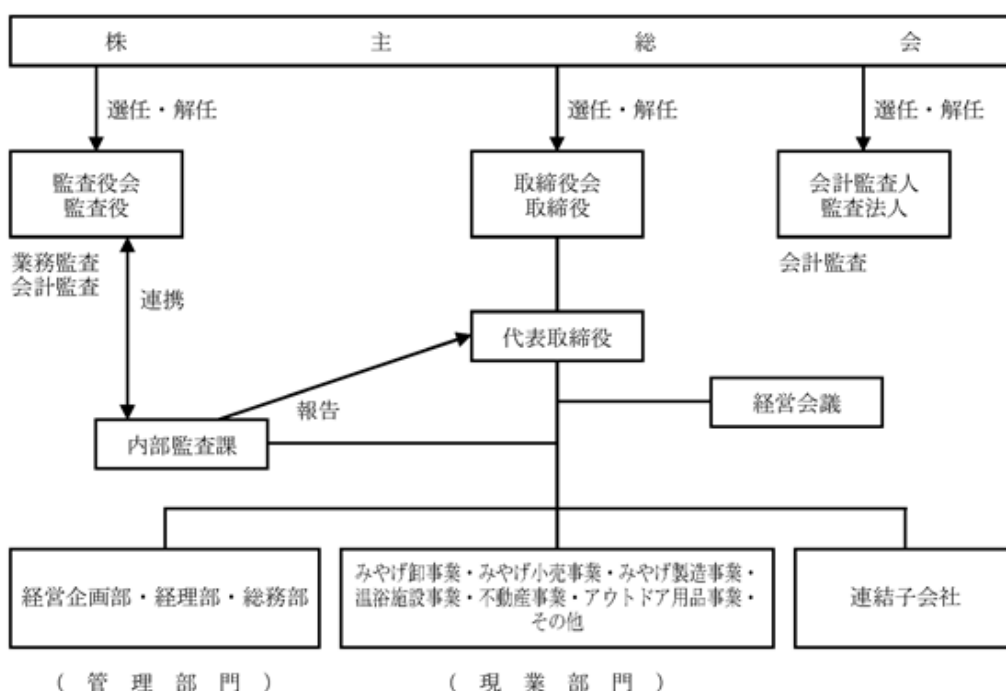 株主総会
選任・解任
選任・解任
選任・解任
監査役会
監査役
取締役会
取締役
会計監査人
監査法人
業務監査
会計監査
会計監査
連携
代表取締役
経営会議
報告
内部監査課
経営企画部・経理部・総務部
みやげ卸事業・みやげ小売事業・みやげ製造事業・
温浴施設事業・不動産事業・アウトドア用品事業・
その他
連結子会社
(管理部門)
(現業部門)